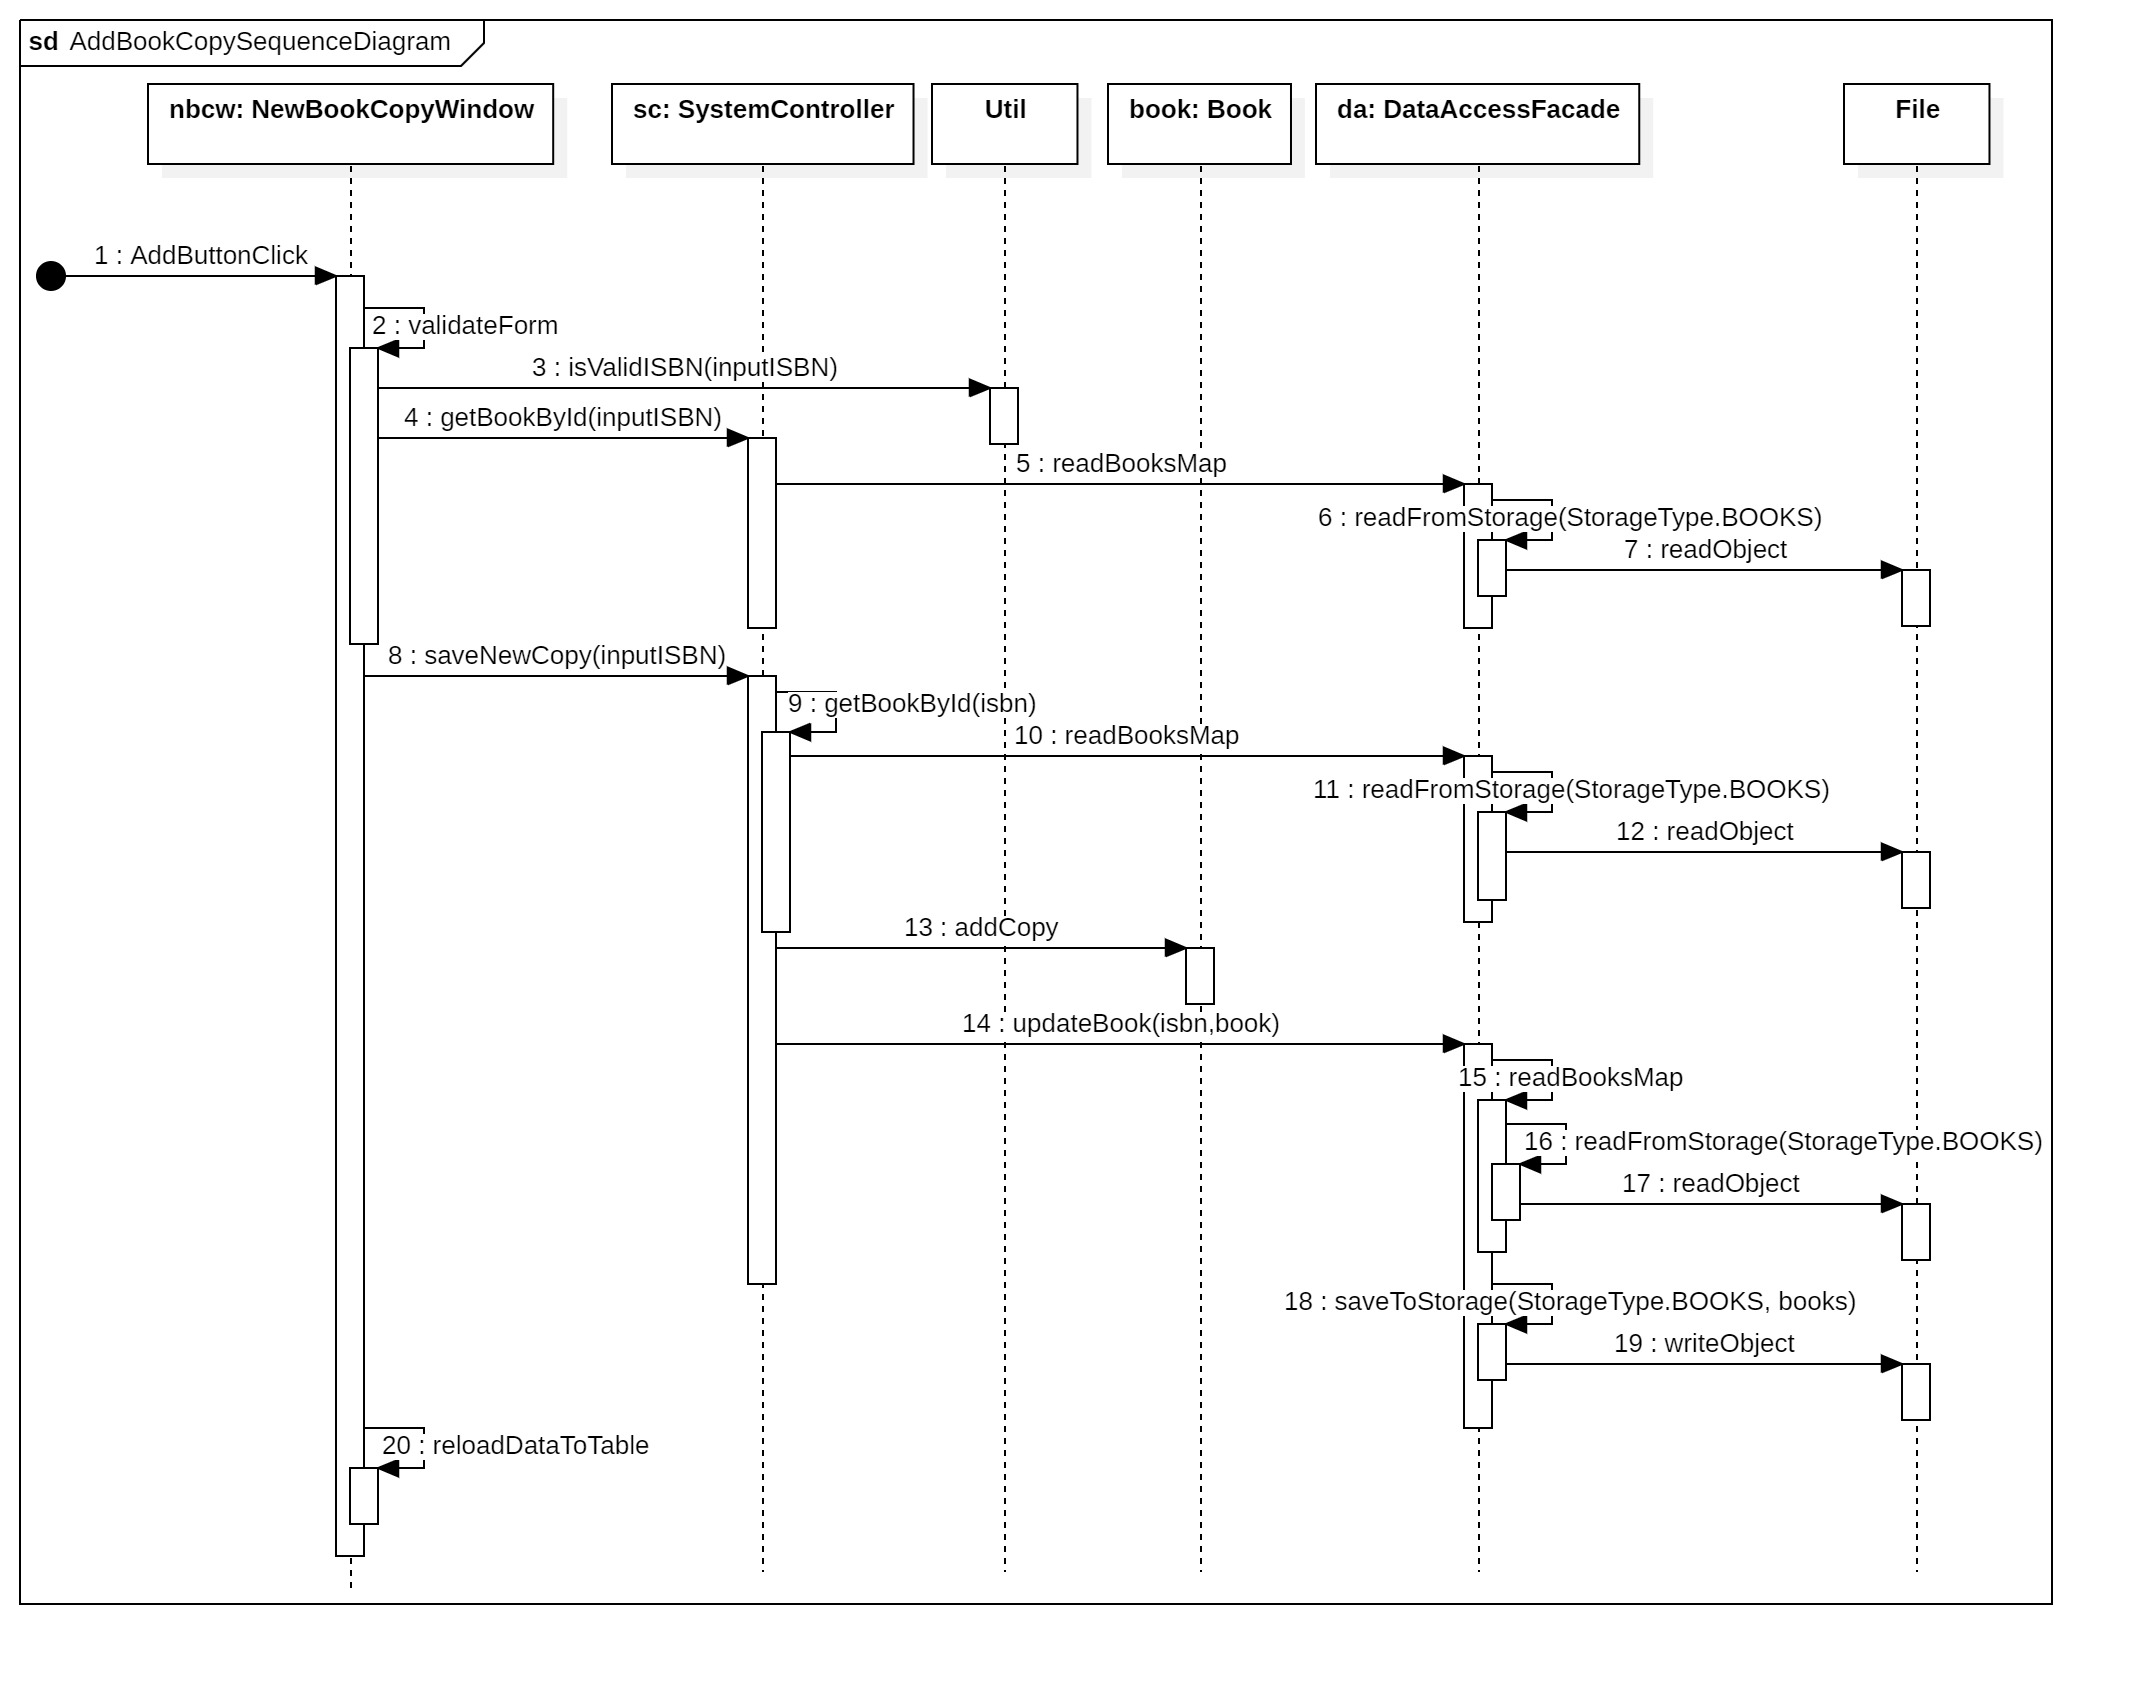 sd AddBookCopySequenceDiagram
nbcw: NewBookCopyWindow
sc: SystemController
Util
book: Book
da: DataAccessFacade
File
1 : AddButtonClick
2 : validateForm
3 : isValidISBN(inputISBN)
4 : getBookById(inputISBN)
5 : readBooksMap
6 : readFromStorage(StorageType.BOOKS)
7 : readObject
8 : saveNewCopy(inputISBN)
9 : getBookById(isbn)
10 : readBooksMap
11 : readFromStorage(StorageType.BOOKS)
12 : readObject
13 : addCopy
14 : updateBook(isbn,book)
15 : readBooksMap
16 : readFromStorage(StorageType.BOOKS)
17 : readObject
18 : saveToStorage(StorageType.BOOKS, books)
19 : writeObject
20 : reloadDataToTable